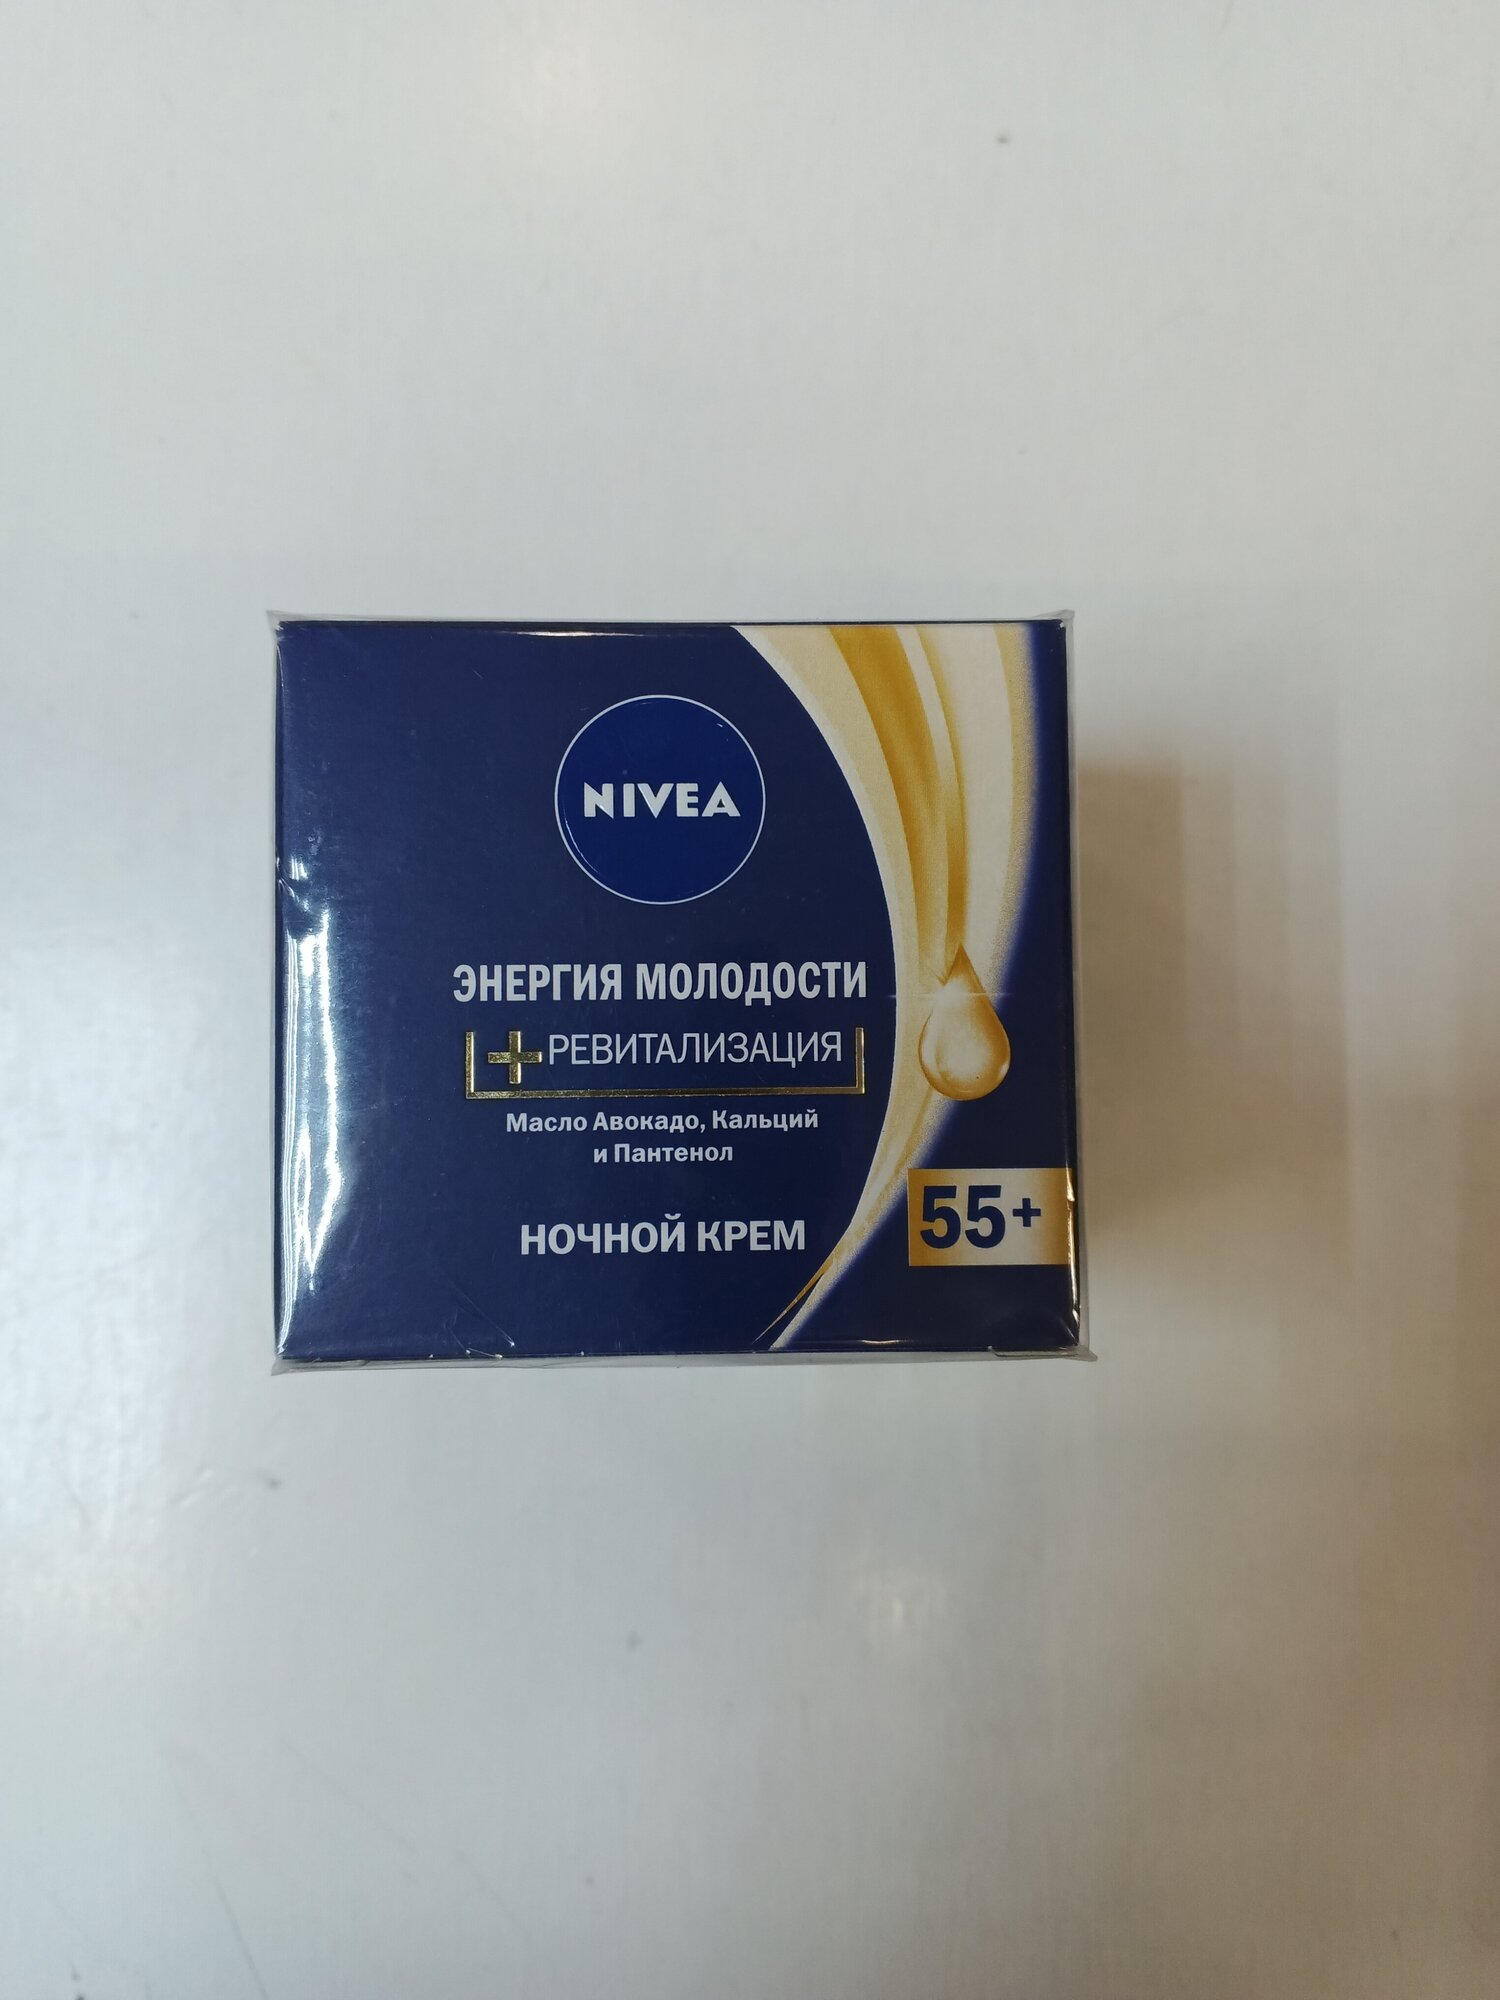 NIVEA
ЭНЕРГИЯ МОЛОДОСТИ
+РЕВИТАЛИЗАЦИЯ
Масло Авокадо, Кальций
и Пантенол
НОЧНОЙ КРЕМ
55+